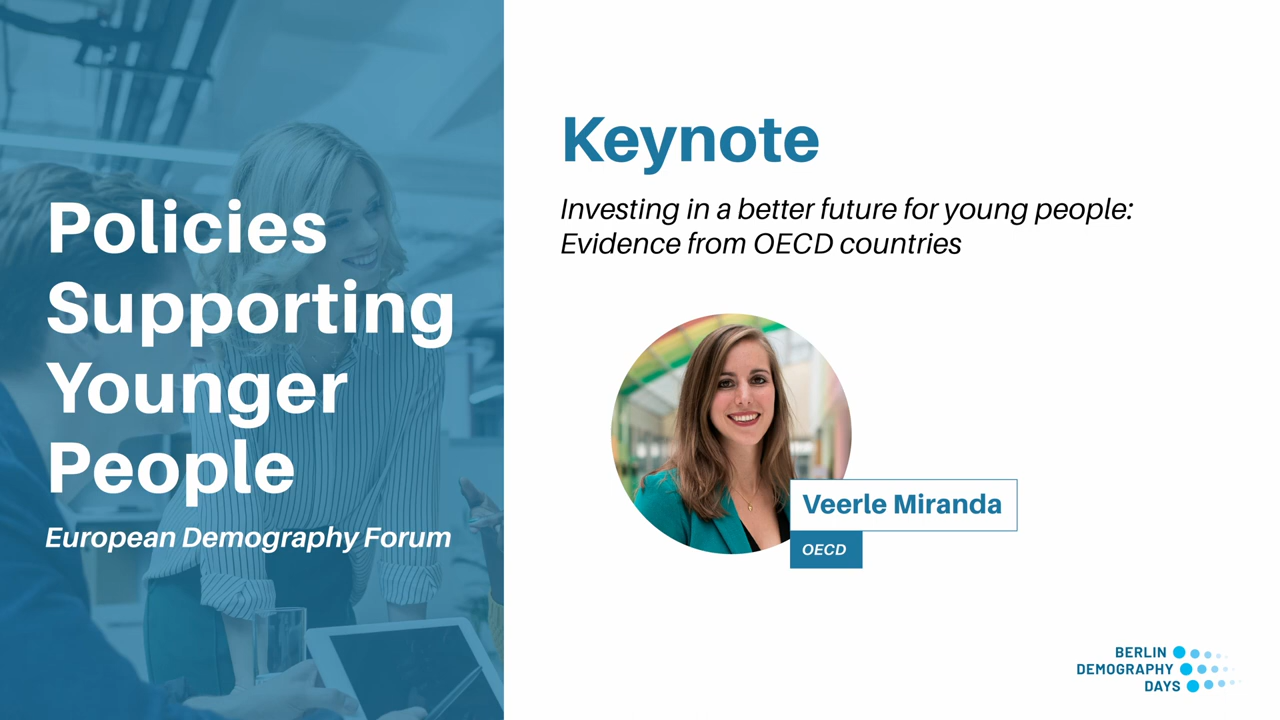 Policies
Supporting
Younger
People
European Demography Forum
Keynote
Investing in a better future for young people:
Evidence from OECD countries
Veerle Miranda
OECD
BERLIN
DEMOGRAPHY
DAYS